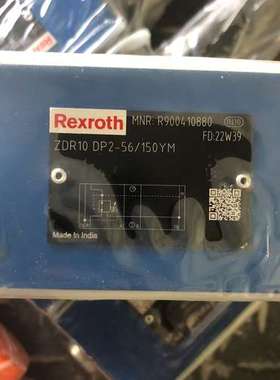 Rexroth
MNR: R900410880
FD:22W39
ZDR10 DP2-56/150YM
Made In India